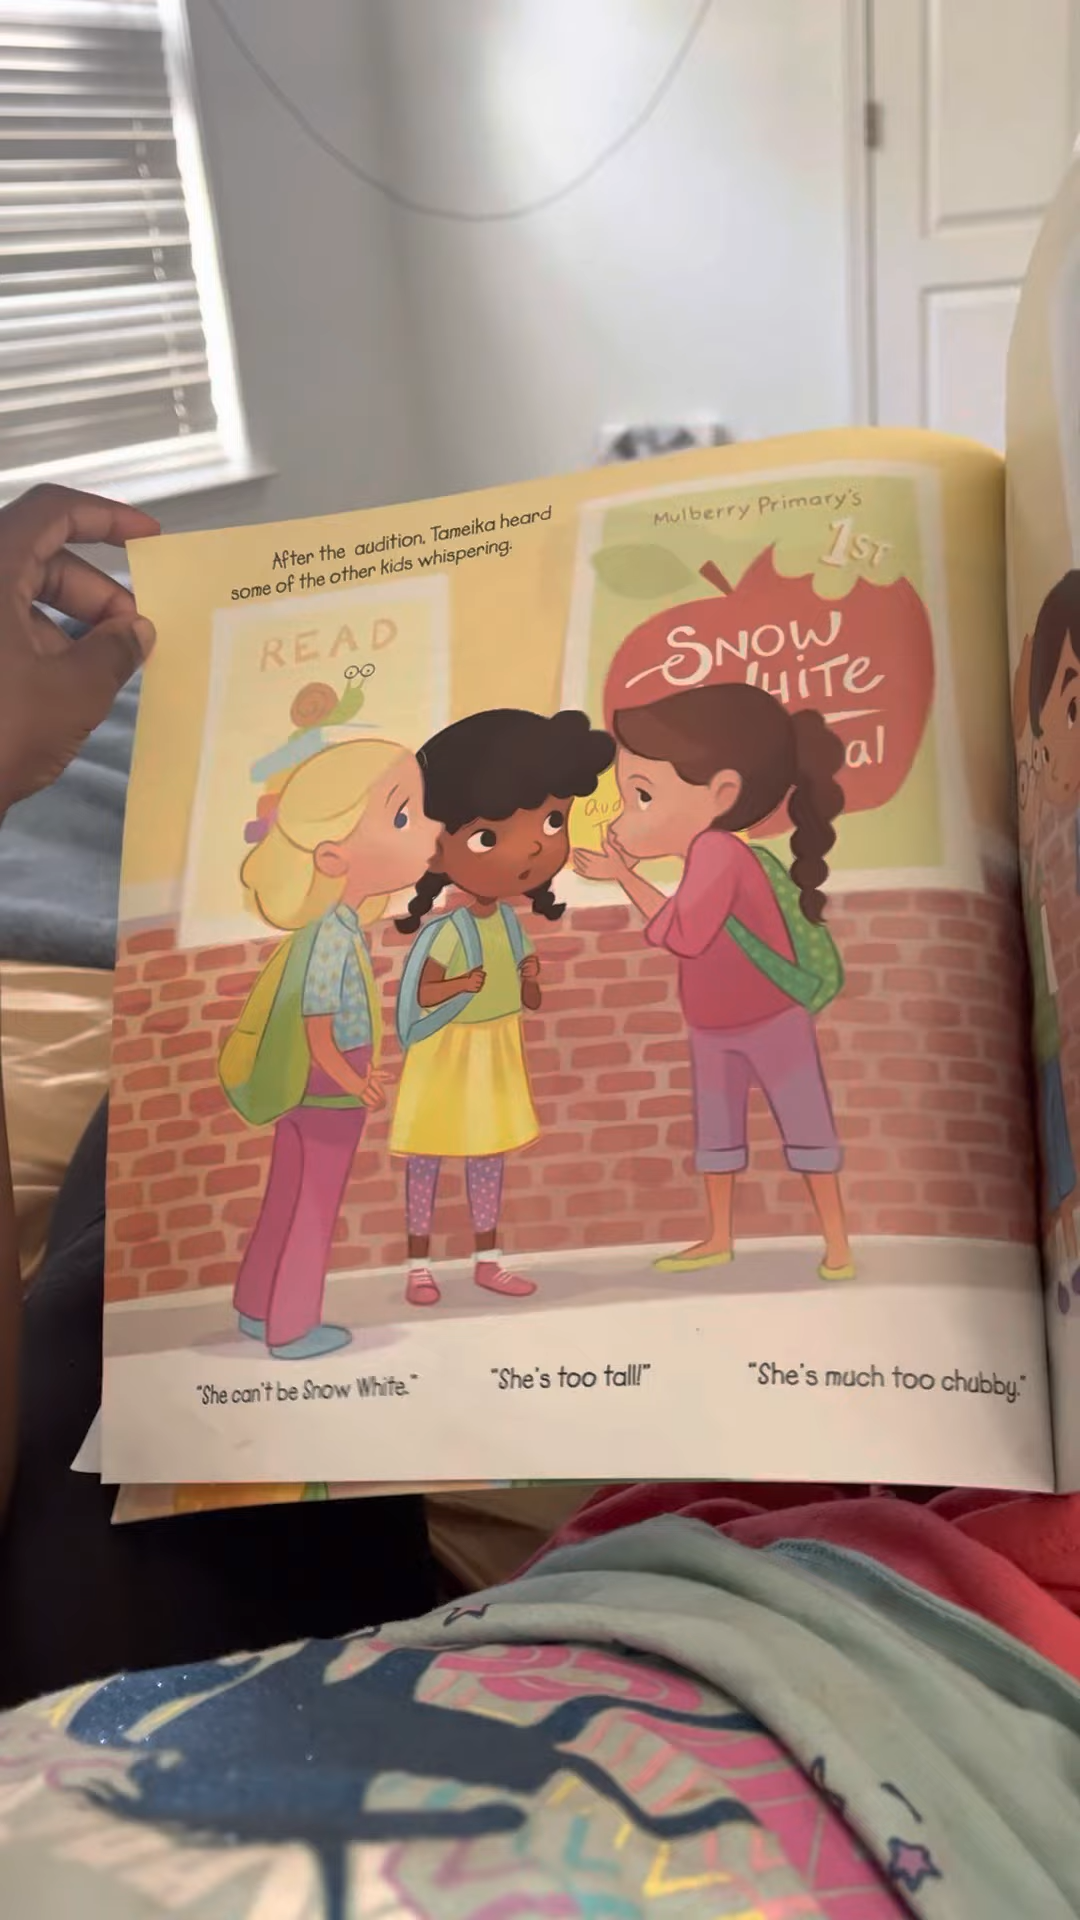 After the audition, Tameika heard
some of the other kids whispering.
READ
Mulberry Primary's
1ST
SNOW
al
"She can't be Snow White."
"She's too tall!"
"She's much too chubby."